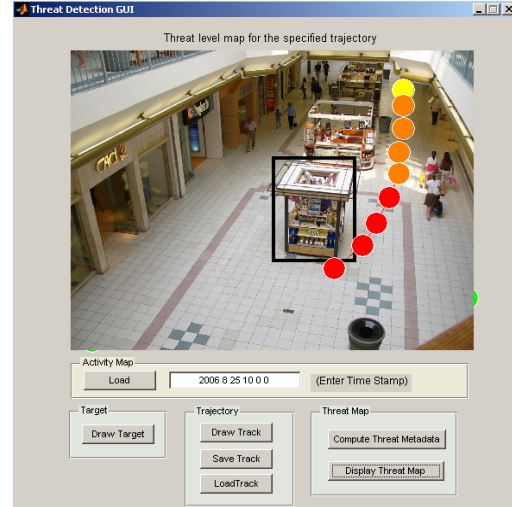 Threat Detection GUI
Threat level map for the specified trajectory
CACHE
Activity Map
Load
2006 8 25 10 0 0
(Enter Time Stamp)
Target
Draw Target
Trajectory
Draw Track
Save Track
LoadTrack
Threat Map
Compute Threat Metadata
Display Threat Map